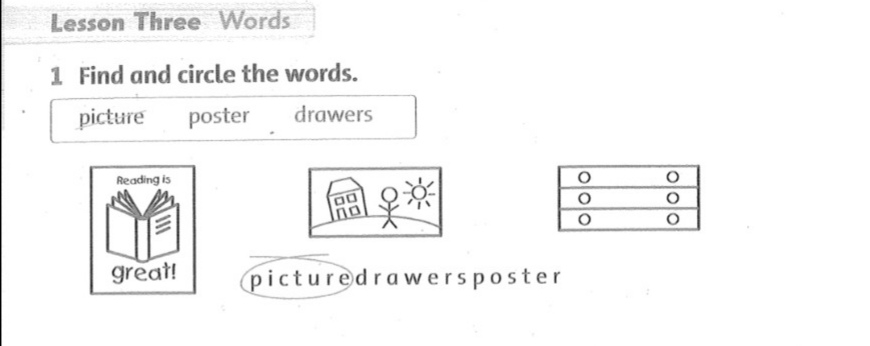 Lesson Three Words
1 Find and circle the words.
picture poster drawers
Reading is
great!
picturedrawersposter